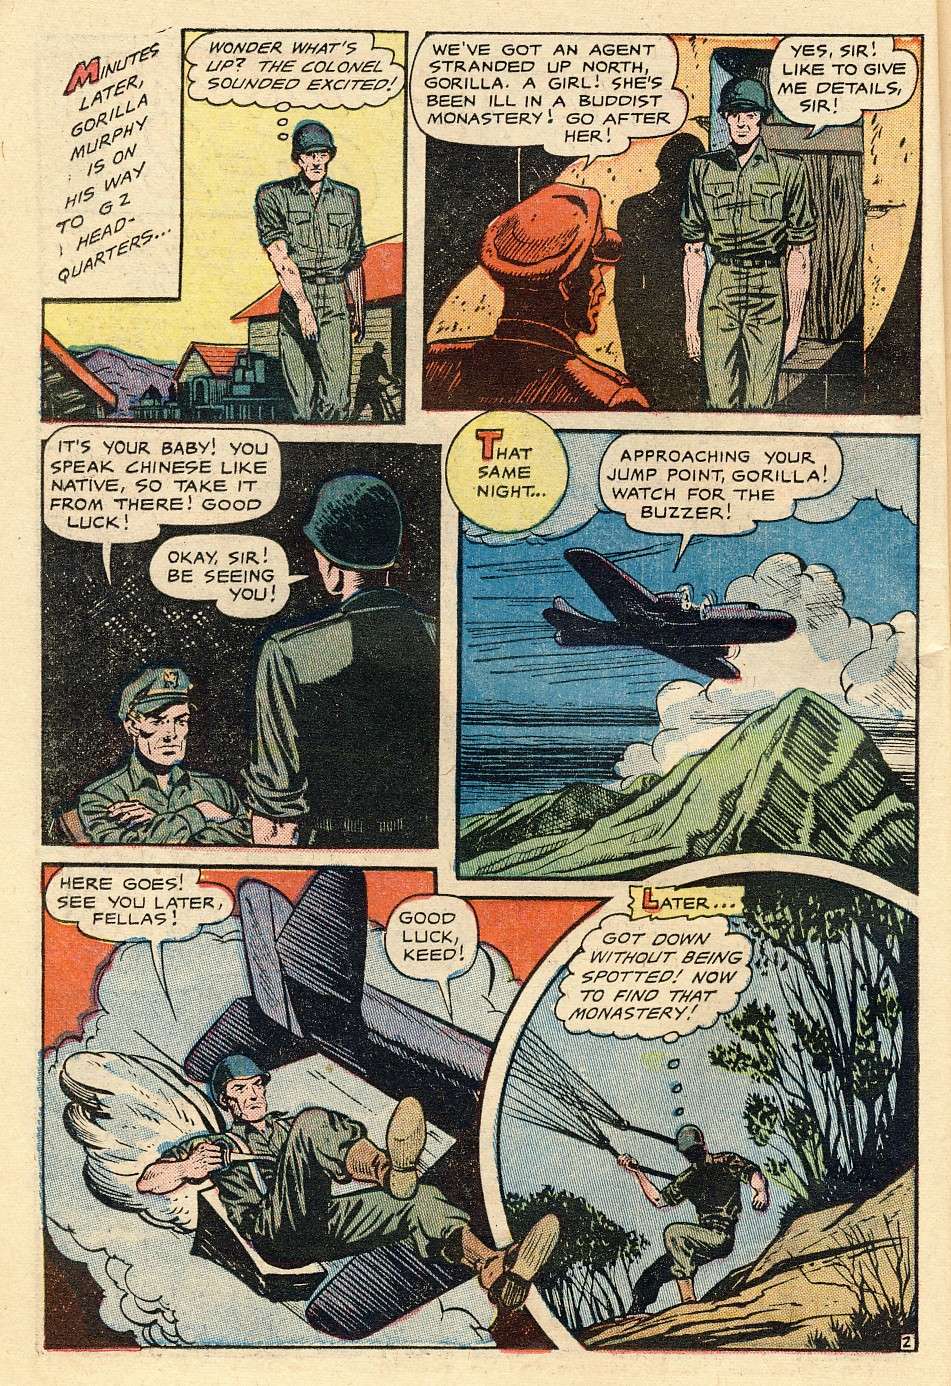 MINUTES
LATER,
GORILLA
MURPHY
IS ON
HIS WAY
TO G2
HEAD-
QUARTERS...
WONDER WHAT'S
UP? THE COLONEL
SOUNDED EXCITED!
WE'VE GOT AN AGENT
STRANDED UP NORTH,
GORILLA. A GIRL! SHE'S
BEEN ILL IN A BUDDIST
MONASTERY! GO AFTER
HER!
YES, SIR!
LIKE TO GIVE
ME DETAILS,
SIR!
IT'S YOUR BABY! YOU
SPEAK CHINESE LIKE
NATIVE, SO TAKE IT
FROM THERE! GOOD
LUCK!
OKAY, SIR!
BE SEEING
YOU!
THAT
SAME
NIGHT...
APPROACHING YOUR
JUMP POINT, GORILLA!
WATCH FOR THE
BUZZER!
HERE GOES!
SEE YOU LATER,
FELLAS!
GOOD
LUCK,
KEED!
LATER...
GOT DOWN
WITHOUT BEING
SPOTTED! NOW
TO FIND THAT
MONASTERY!
2